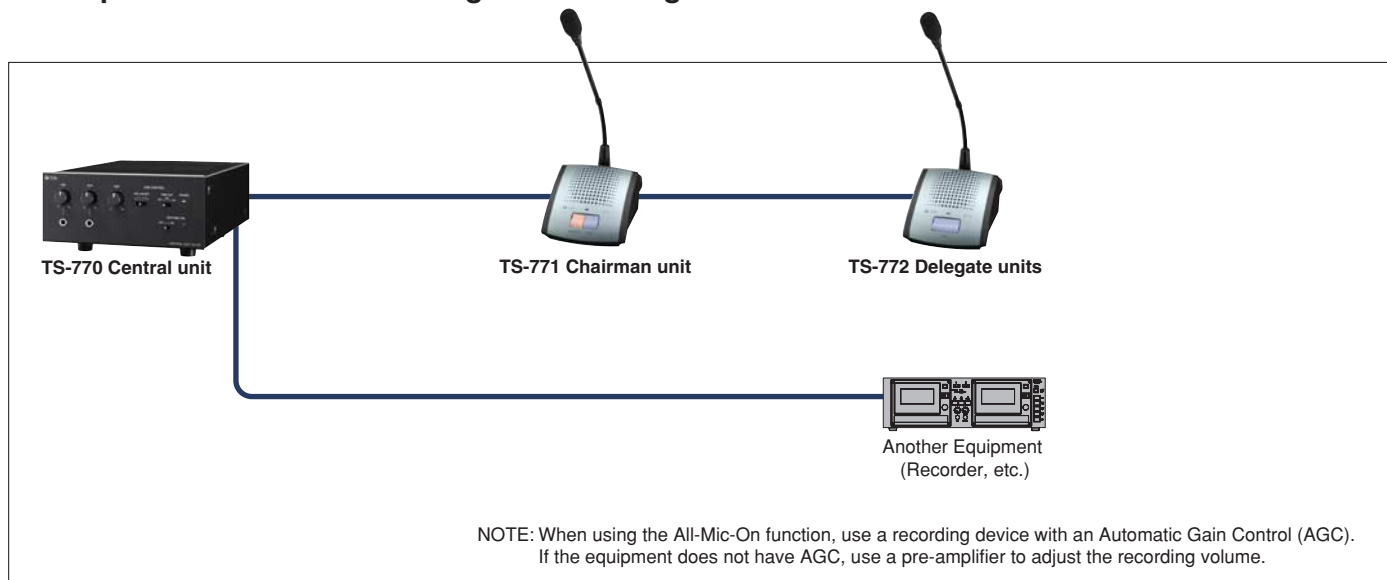 TS-770 Central unit
TS-771 Chairman unit
TS-772 Delegate units
Another Equipment
(Recorder, etc.)
NOTE: When using the All-Mic-On function, use a recording device with an Automatic Gain Control (AGC).
If the equipment does not have AGC, use a pre-amplifier to adjust the recording volume.